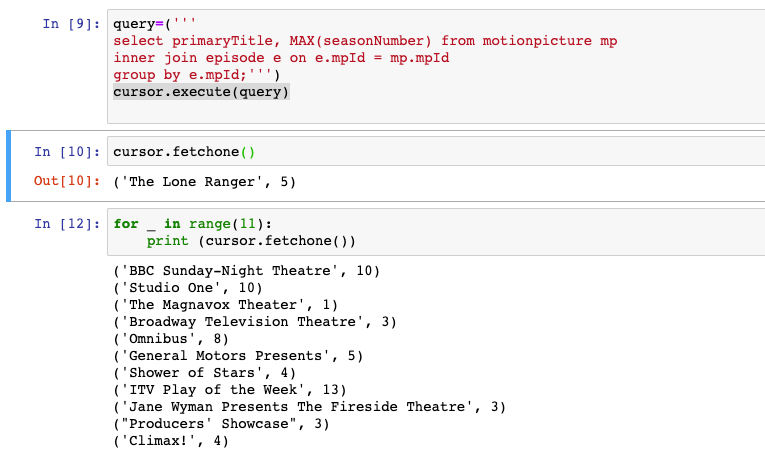 In [9]: query=('''
select primaryTitle, MAX(seasonNumber) from motionpicture mp
inner join episode e on e.mpId = mp.mpId
group by e.mpId;''')
cursor.execute(query)
In [10]: cursor.fetchone()
Out[10]: ('The Lone Ranger', 5)
In [12]: for _ in range(11):
    print (cursor.fetchone())
('BBC Sunday-Night Theatre', 10)
('Studio One', 10)
('The Magnavox Theater', 1)
('Broadway Television Theatre', 3)
('Omnibus', 8)
('General Motors Presents', 5)
('Shower of Stars', 4)
('ITV Play of the Week', 13)
('Jane Wyman Presents The Fireside Theatre', 3)
("Producers' Showcase", 3)
('Climax!', 4)